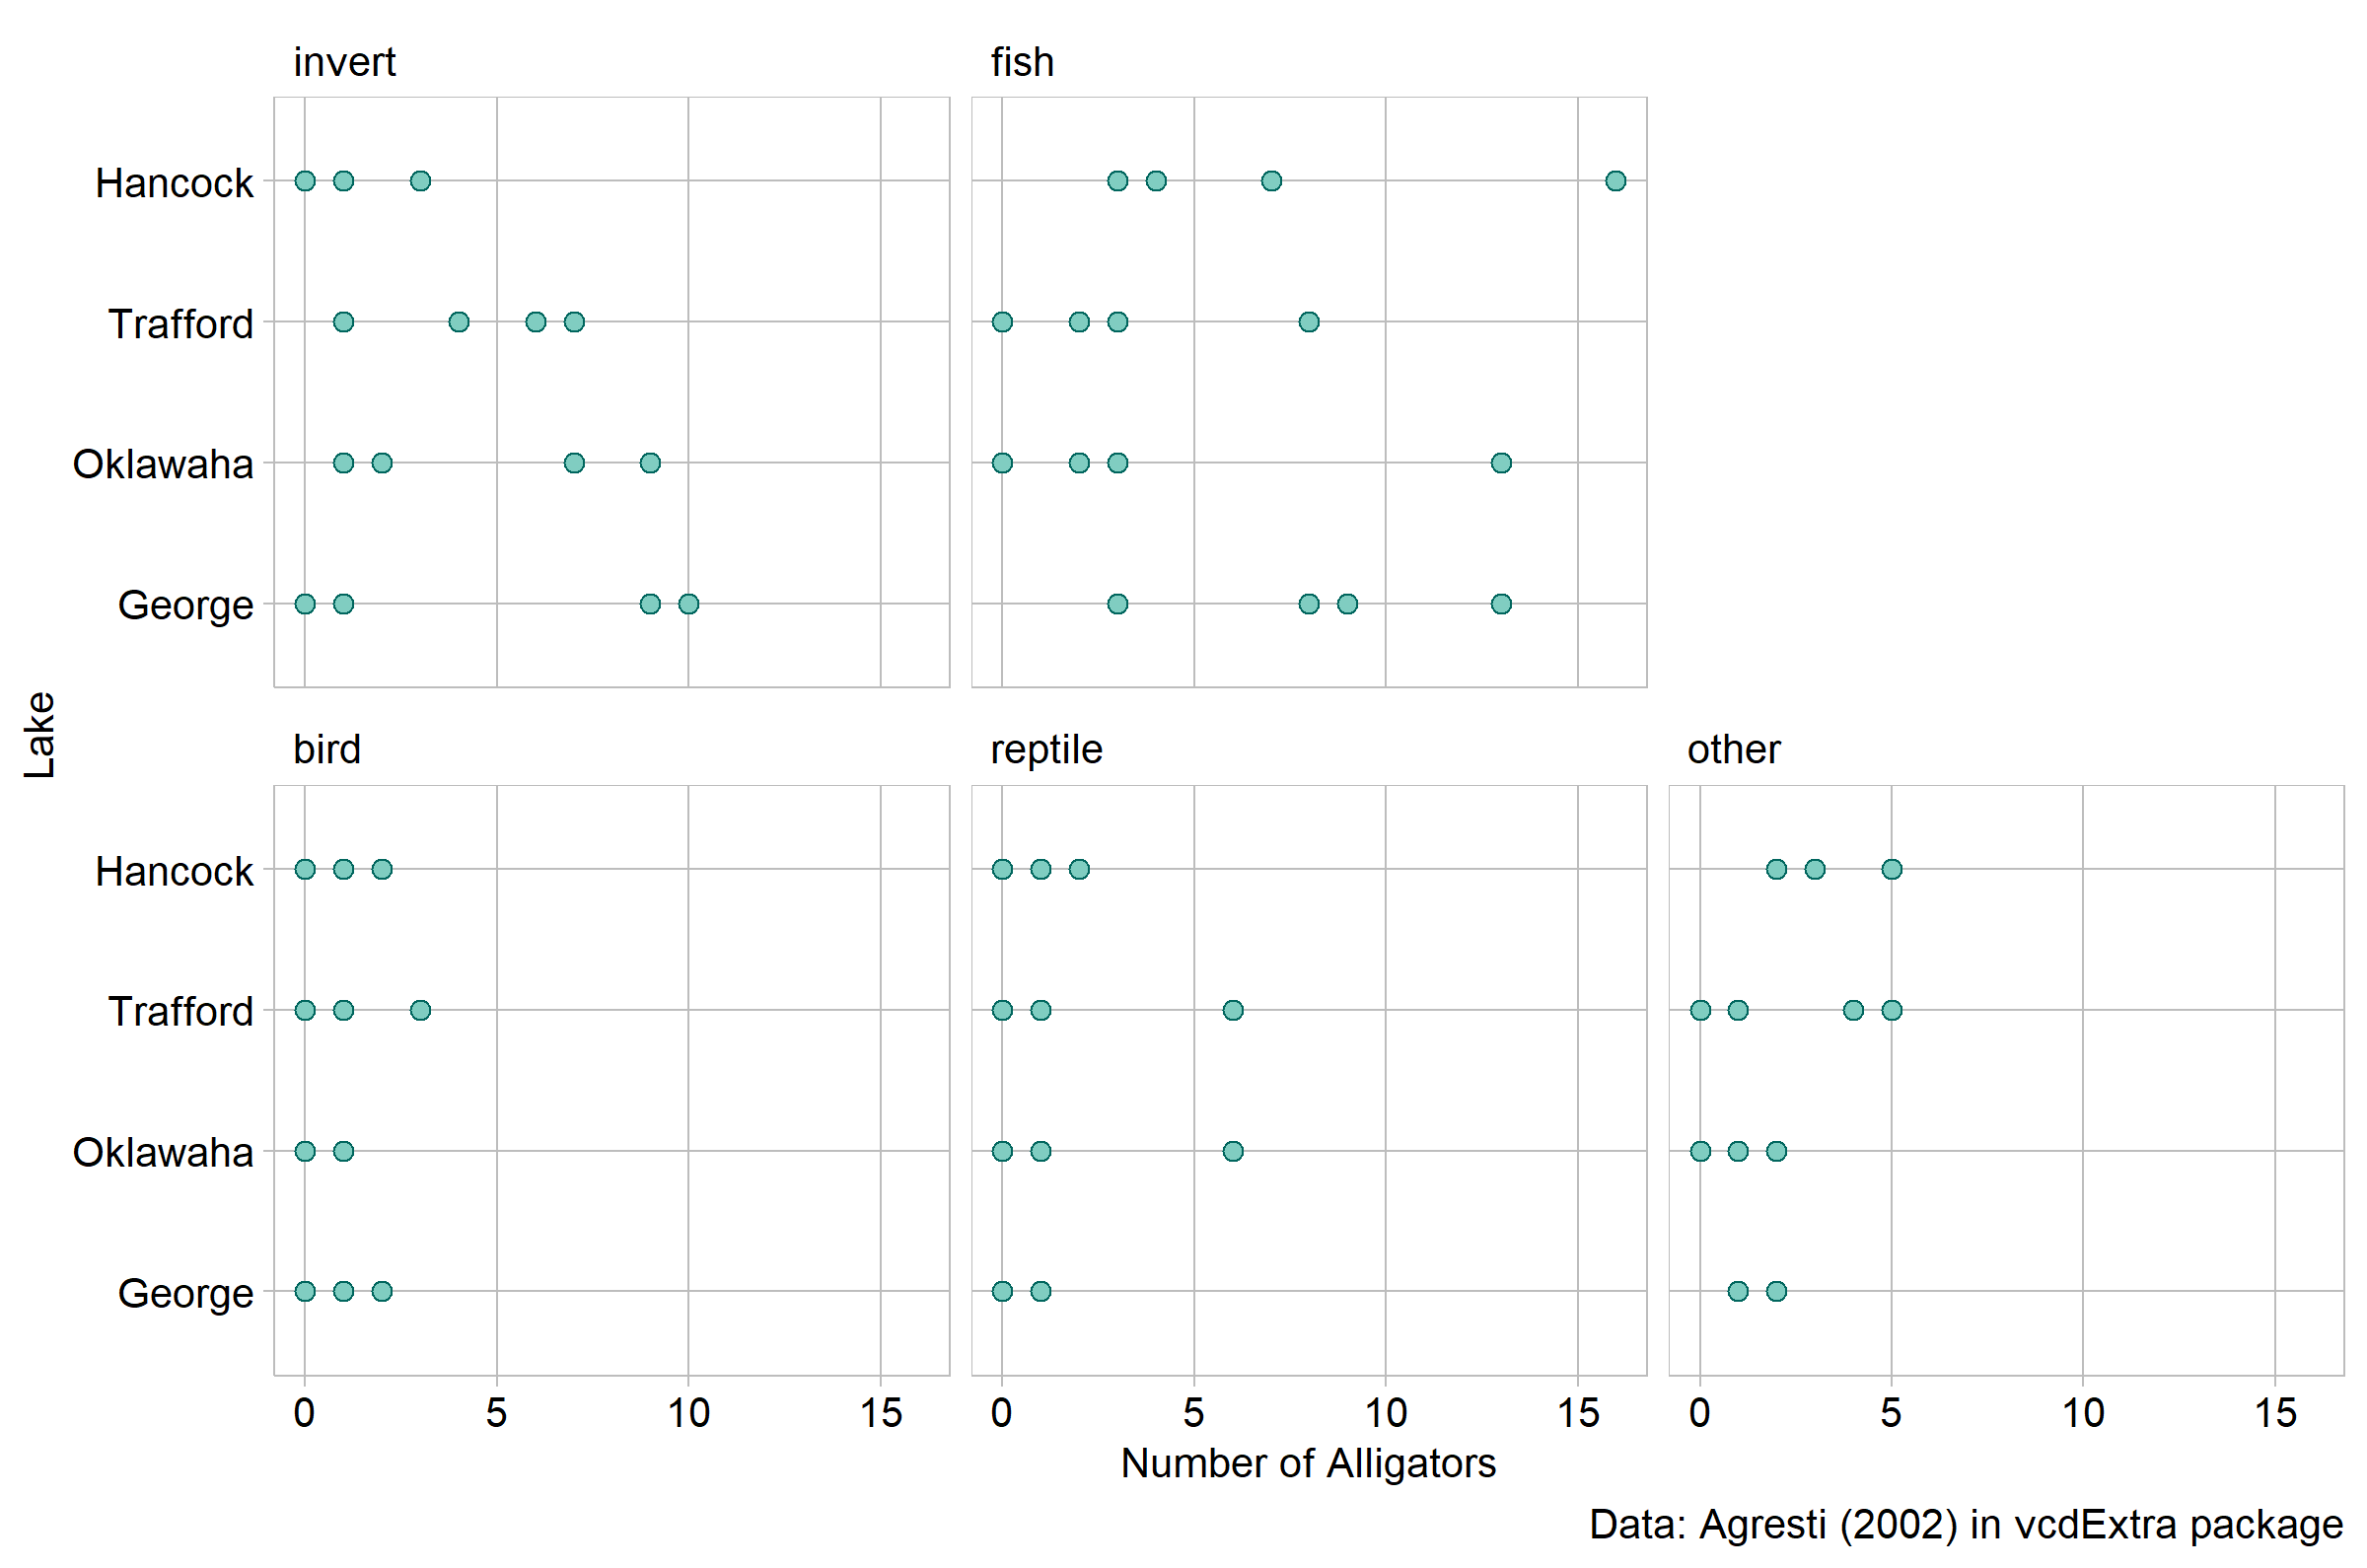 invert
fish
Hancock
Trafford
Oklawaha
George
Lake
bird
reptile
other
Hancock
Trafford
Oklawaha
George
0 5 10 15 0 5 10 15 0 5 10 15
Number of Alligators
Data: Agresti (2002) in vcdExtra package